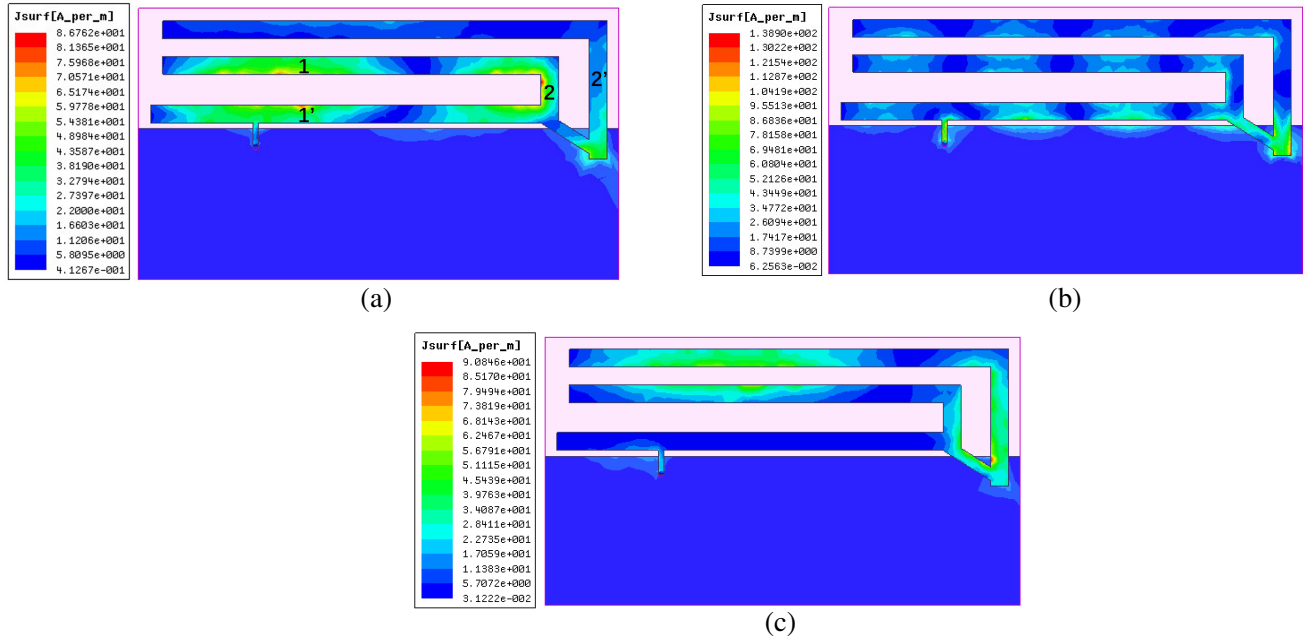 Jsurf[A_per_m]
8.6762e+001
8.1365e+001
7.5968e+001
7.0571e+001
6.5174e+001
5.9778e+001
5.4381e+001
4.8984e+001
4.3587e+001
3.8190e+001
3.2794e+001
2.7397e+001
2.2000e+001
1.6603e+001
1.1206e+001
5.8095e+000
4.1267e-001
1
1'
2
2'
(a)
Jsurf[A_per_m]
1.3890e+002
1.3022e+002
1.2154e+002
1.1287e+002
1.0419e+002
9.5513e+001
8.6836e+001
7.8158e+001
6.9481e+001
6.0804e+001
5.2126e+001
4.3449e+001
3.4772e+001
2.6094e+001
1.7417e+001
8.7399e+000
6.2563e-002
(b)
Jsurf[A_per_m]
9.0846e+001
8.5170e+001
7.9494e+001
7.3819e+001
6.8143e+001
6.2467e+001
5.6791e+001
5.1115e+001
4.5439e+001
3.9763e+001
3.4087e+001
2.8411e+001
2.2735e+001
1.7059e+001
1.1383e+001
5.7072e+000
3.1222e-002
(c)